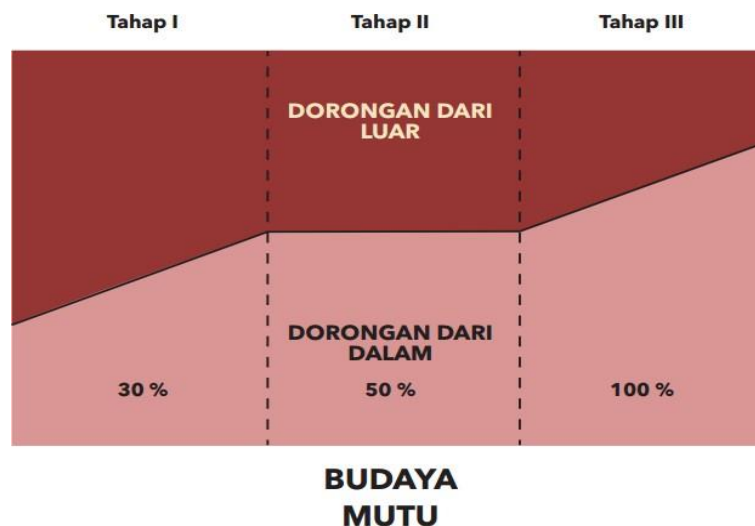 Tahap I
Tahap II
Tahap III
DORONGAN DARI
LUAR
DORONGAN DARI
DALAM
30 %
50 %
100 %
BUDAYA
MUTU